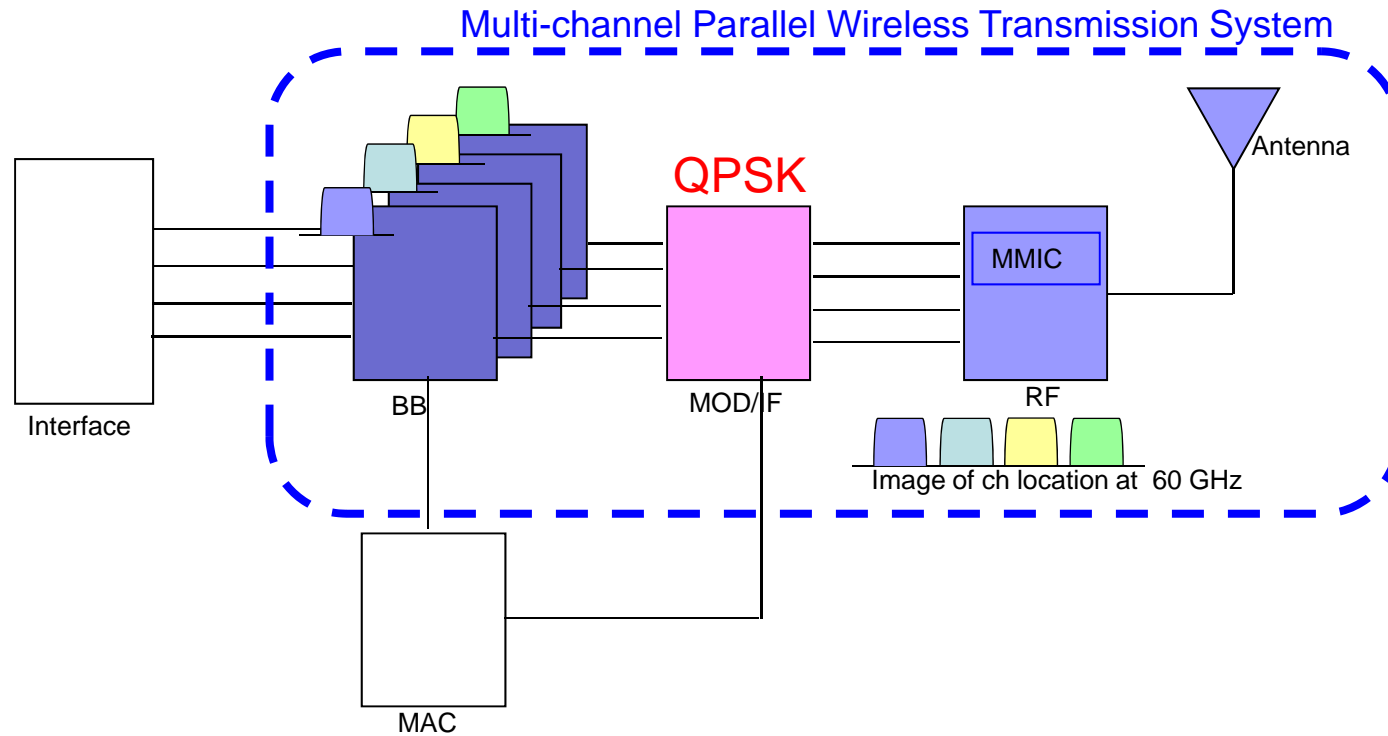 Multi-channel Parallel Wireless Transmission System
Antenna
QPSK
MMIC
BB
MOD/IF
RF
Interface
Image of ch location at 60 GHz
MAC